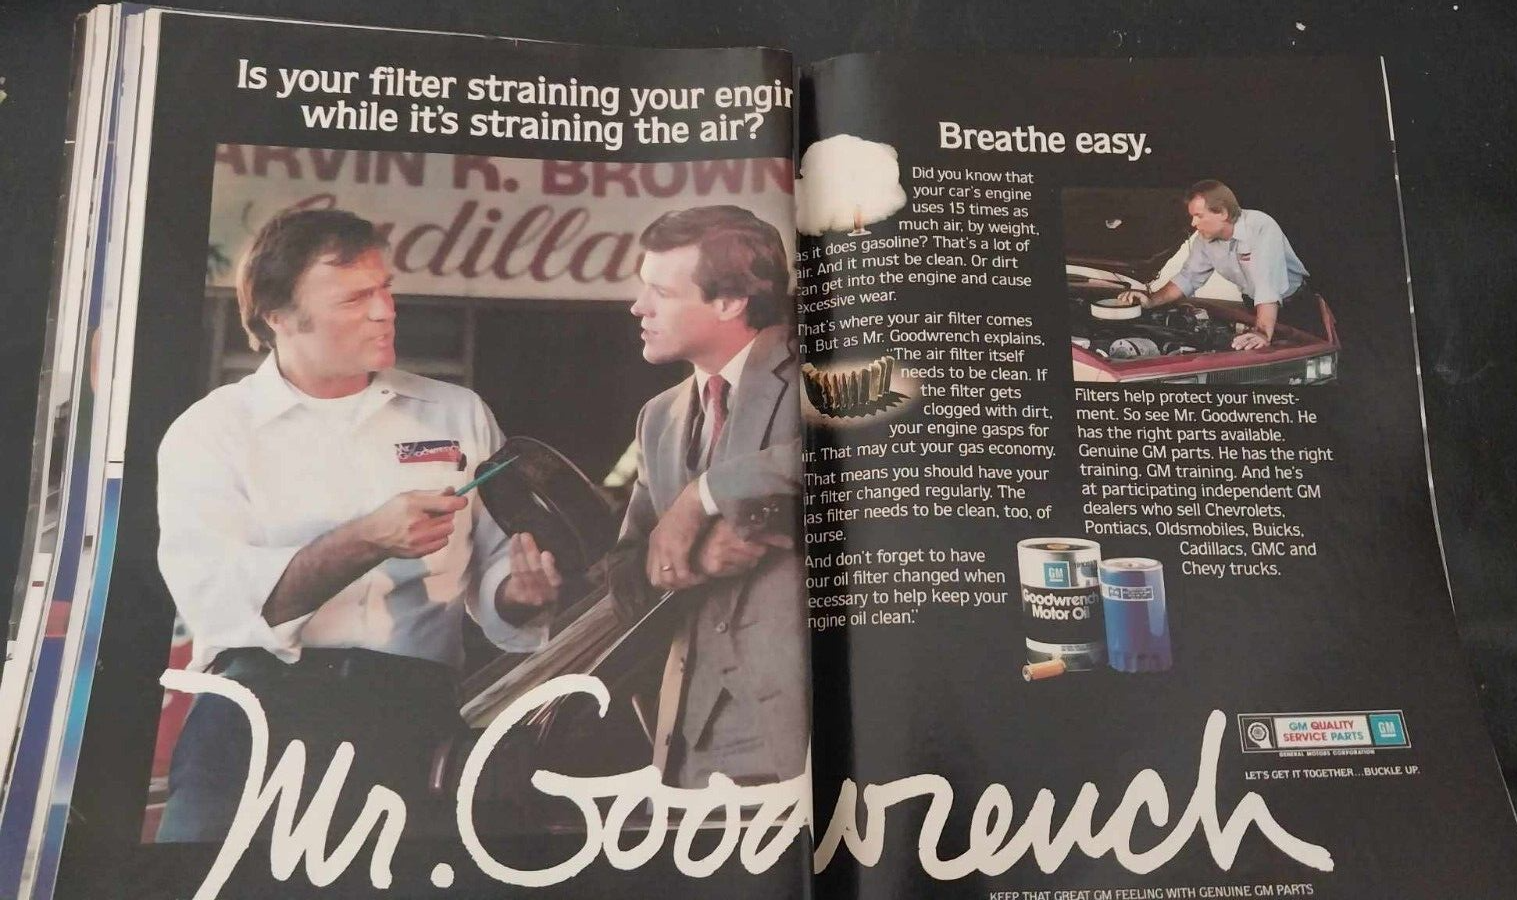 Is your filter straining your engin
while it's straining the air?
ARVIN K. BROWN
Cadilla
Goodwrench
Breathe easy.
Did you know that
your car's engine
uses 15 times as
much air, by weight,
as it does gasoline? That's a lot of
air. And it must be clean. Or dirt
can get into the engine and cause
excessive wear.
That's where your air filter comes
n. But as Mr. Goodwrench explains,
"The air filter itself
needs to be clean. If
the filter gets
clogged with dirt,
your engine gasps for
ir. That may cut your gas economy.
That means you should have your
ir filter changed regularly. The
as filter needs to be clean, too, of
ourse.
And don't forget to have
our oil filter changed when
ecessary to help keep your
ngine oil clean."
Filters help protect your invest-
ment. So see Mr. Goodwrench. He
has the right parts available.
Genuine GM parts. He has the right
training. GM training. And he's
at participating independent GM
dealers who sell Chevrolets,
Pontiacs, Oldsmobiles, Buicks,
Cadillacs, GMC and
Chevy trucks.
GM
Goodwrench
Motor Oil
Mr. Goodwrench
GM QUALITY
SERVICE PARTS
GM
GENERAL MOTORS CORPORATION
LET'S GET IT TOGETHER...BUCKLE UP.
KEEP THAT GREAT GM FEELING WITH GENUINE GM PARTS